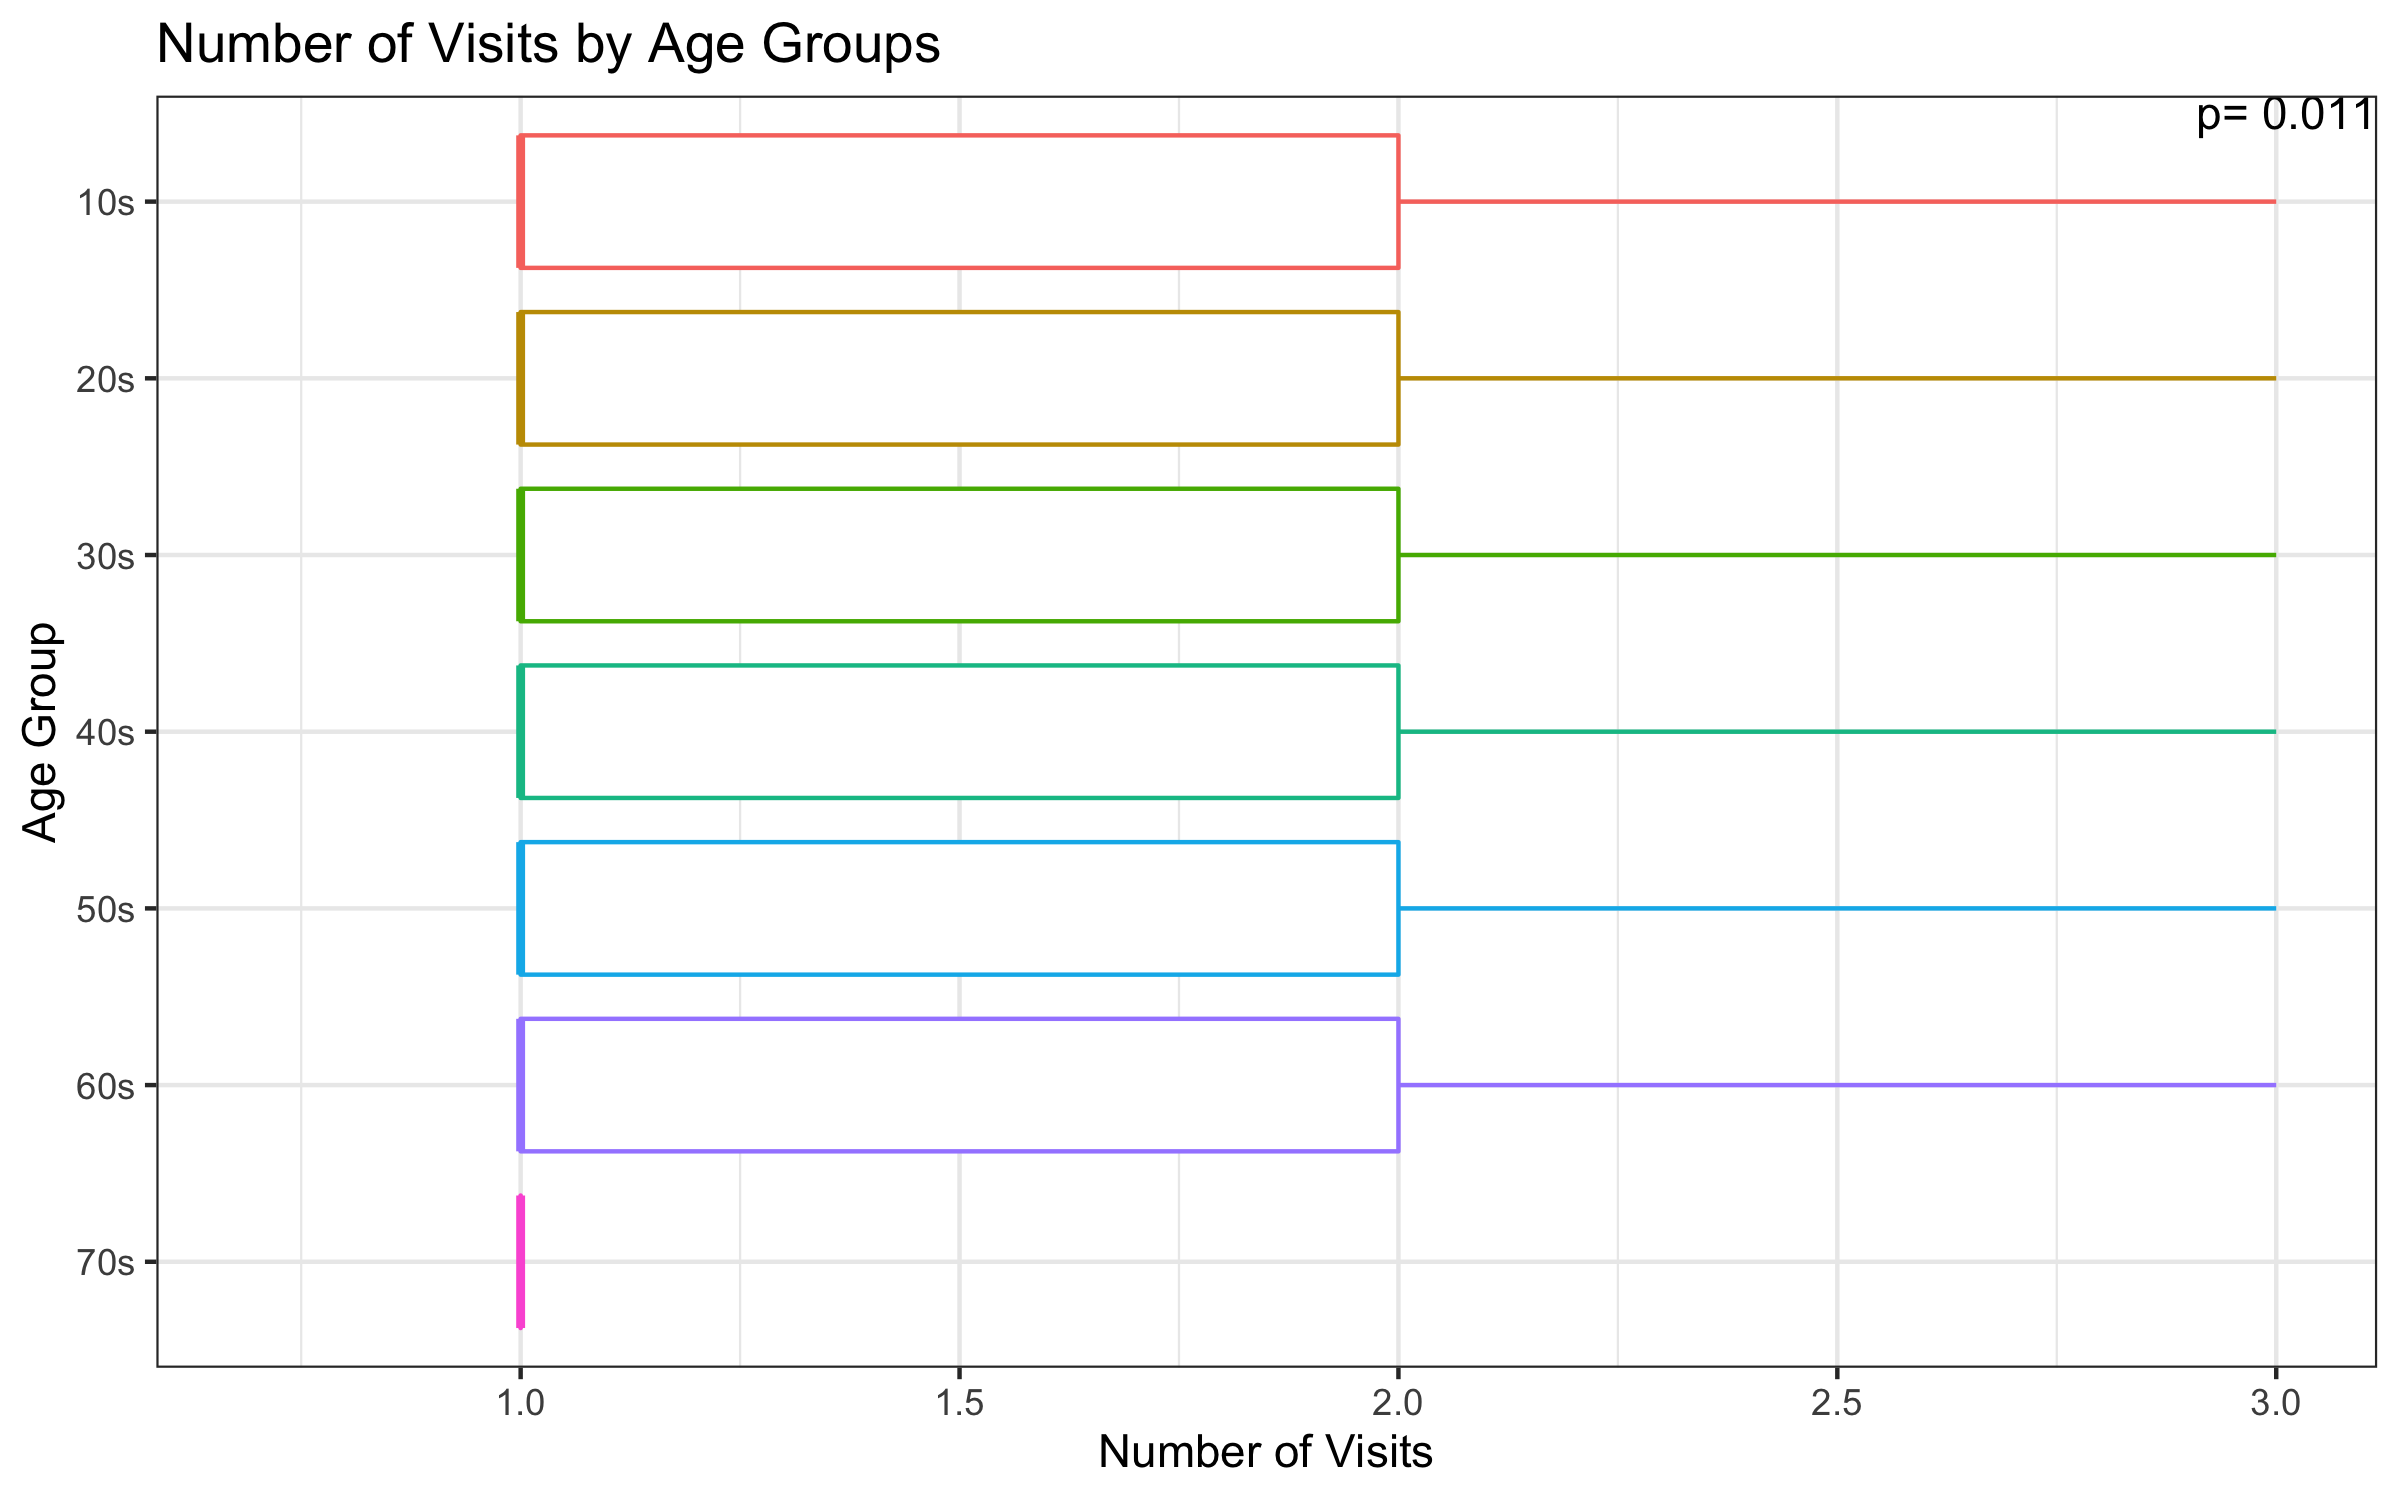 Number of Visits by Age Groups
p= 0.011
10s
20s
30s
40s
50s
60s
70s
Age Group
1.0
1.5
2.0
2.5
3.0
Number of Visits